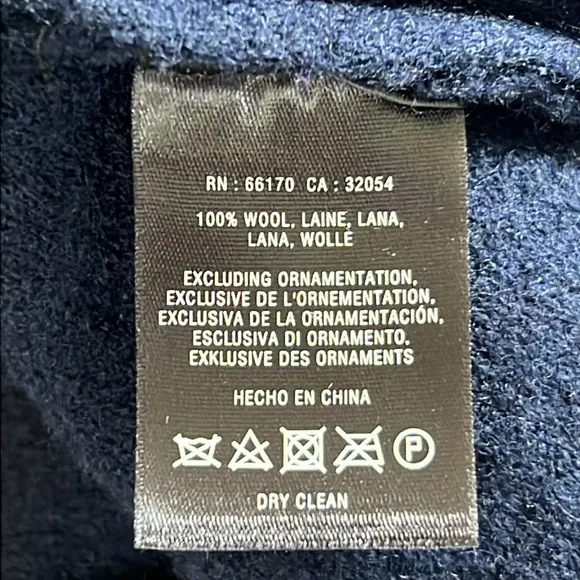 RN : 66170 CA : 32054
100% WOOL, LAINE, LANA,
LANA, WOLLE
EXCLUDING ORNAMENTATION,
EXCLUSIVE DE L'ORNEMENTATION,
EXCLUSIVA DE LA ORNAMENTACIÓN,
ESCLUSIVA DI ORNAMENTO,
EXKLUSIVE DES ORNAMENTS
HECHO EN CHINA
P
DRY CLEAN